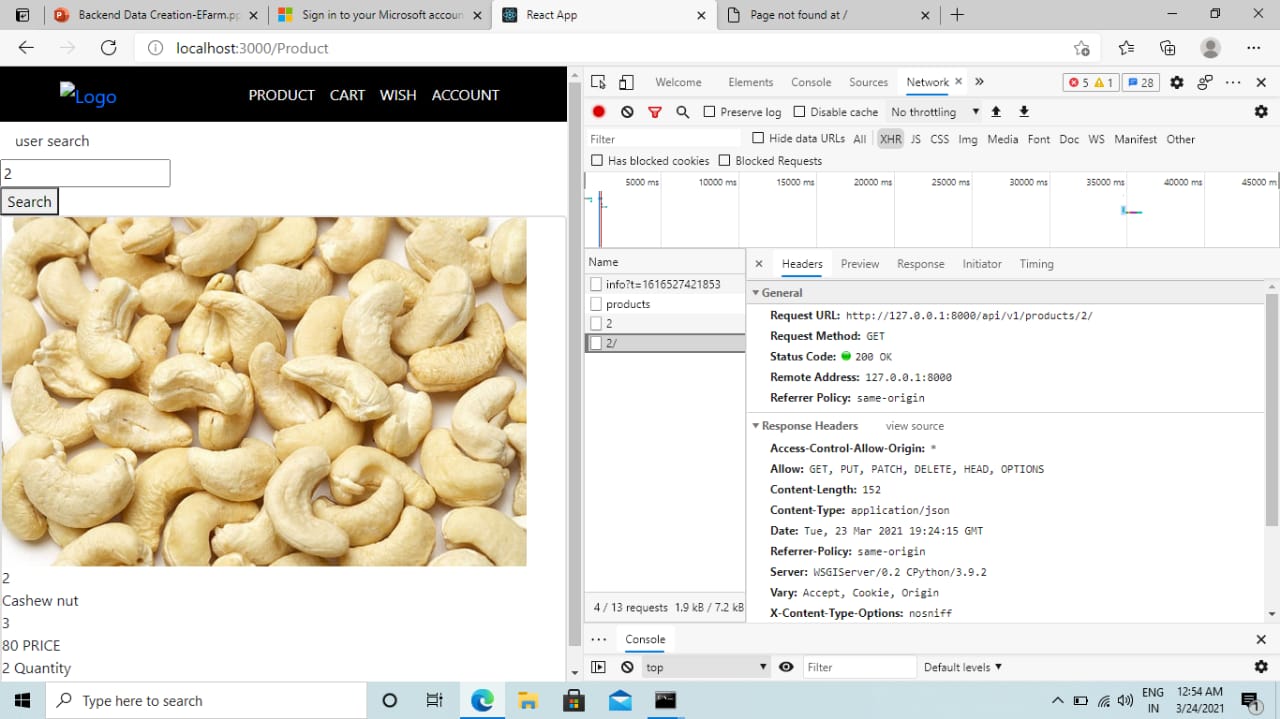 Backend Data Creation-EFarm.pp
Sign in to your Microsoft accoun
React App
Page not found at /
localhost:3000/Product
Logo
PRODUCT CART WISH ACCOUNT
user search
2
Search
2
Cashew nut
3
80 PRICE
2 Quantity
Welcome Elements Console Sources Network 5 1 28
Preserve log Disable cache No throttling
Filter Hide data URLs All XHR JS CSS Img Media Font Doc WS Manifest Other
Has blocked cookies Blocked Requests
5000 ms 10000 ms 15000 ms 20000 ms 25000 ms 30000 ms 35000 ms 40000 ms 45000 m
Name
info?t=1616527421853
products
2
2/
4 / 13 requests 1.9 kB / 7.2 kB
Headers Preview Response Initiator Timing
General
Request URL: http://127.0.0.1:8000/api/v1/products/2/
Request Method: GET
Status Code: 200 OK
Remote Address: 127.0.0.1:8000
Referrer Policy: same-origin
Response Headers view source
Access-Control-Allow-Origin: *
Allow: GET, PUT, PATCH, DELETE, HEAD, OPTIONS
Content-Length: 152
Content-Type: application/json
Date: Tue, 23 Mar 2021 19:24:15 GMT
Referrer-Policy: same-origin
Server: WSGIServer/0.2 CPython/3.9.2
Vary: Accept, Cookie, Origin
X-Content-Type-Options: nosniff
Console
top Filter Default levels
Type here to search
ENG
IN
12:54 AM
3/24/2021
1